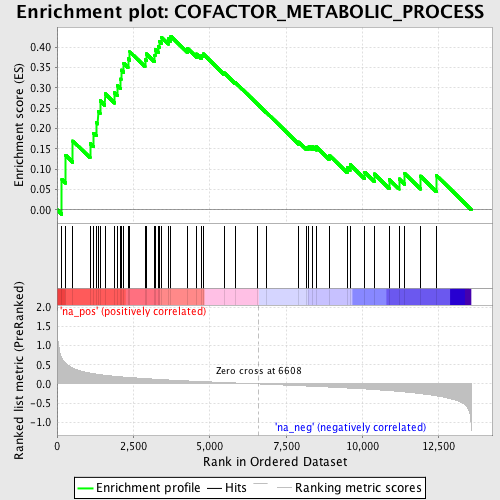 Enrichment plot: COFACTOR_METABOLIC_PROCESS
Enrichment score (ES)
0.40
0.35
0.30
0.25
0.20
0.15
0.10
0.05
0.00
'na_pos' (positively correlated)
Ranked list metric (PreRanked)
2.0
1.5
1.0
0.5
0.0
-0.5
-1.0
Zero cross at 6608
'na_neg' (negatively correlated)
0
2,500
5,000
7,500
10,000
12,500
Rank in Ordered Dataset
Enrichment profile
Hits
Ranking metric scores